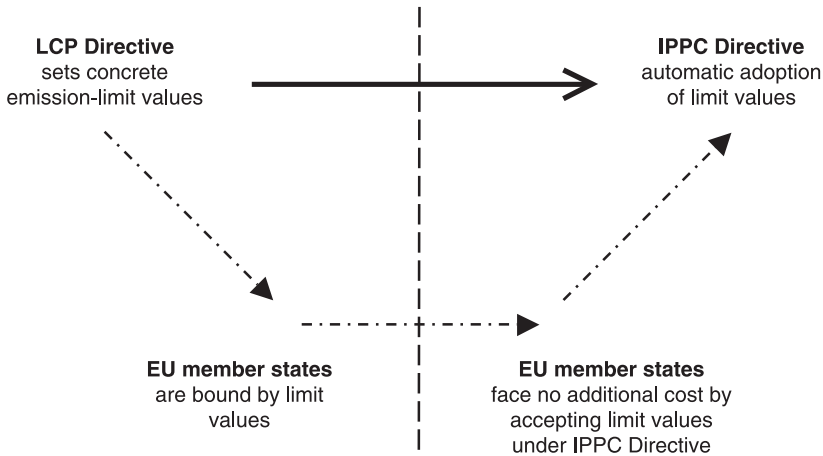 LCP Directive
sets concrete
emission-limit values
IPPC Directive
automatic adoption
of limit values
EU member states
are bound by limit
values
EU member states
face no additional cost by
accepting limit values
under IPPC Directive